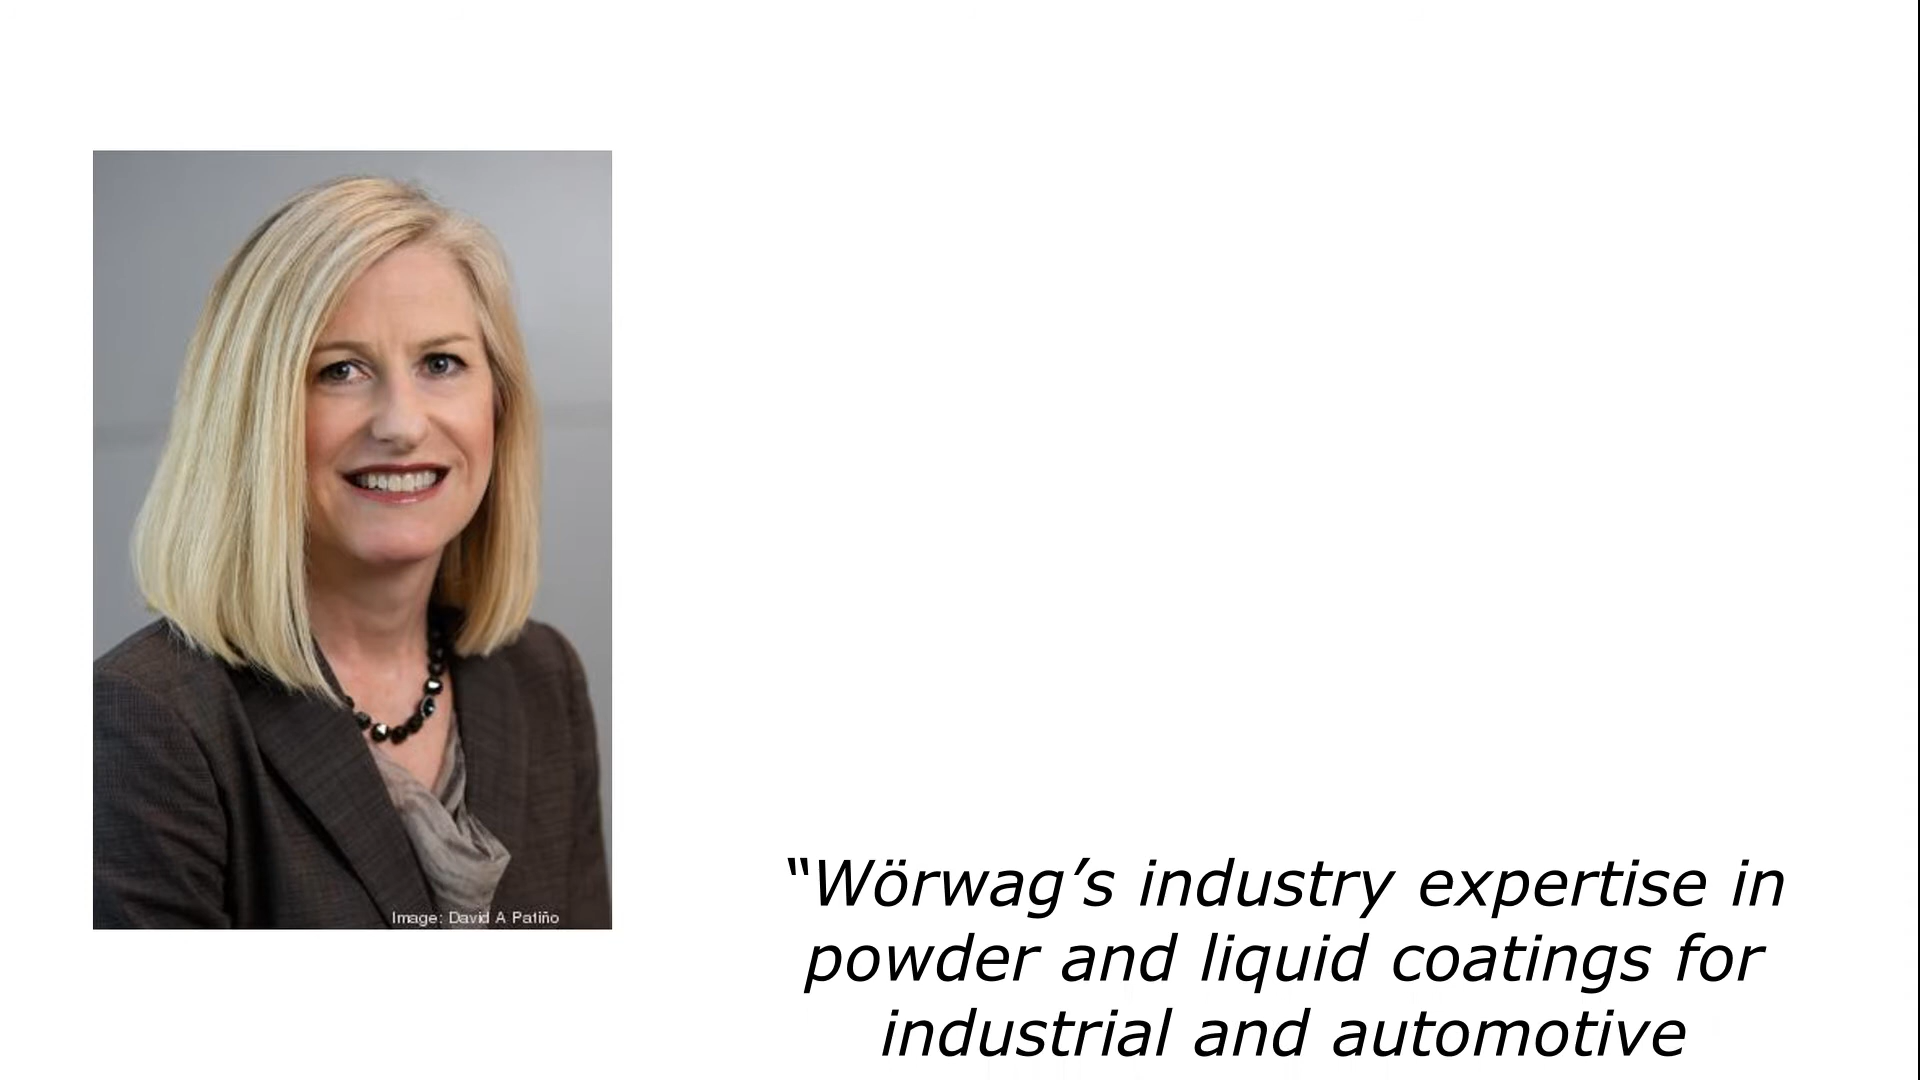 Image: David A Patiño
“Wörwag’s industry expertise in
powder and liquid coatings for
industrial and automotive